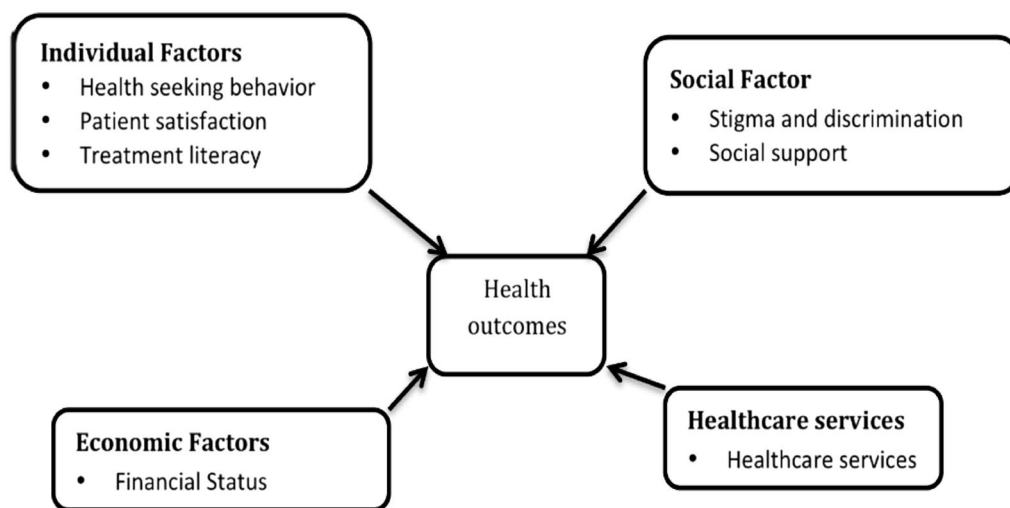 Individual Factors
• Health seeking behavior
• Patient satisfaction
• Treatment literacy
Social Factor
• Stigma and discrimination
• Social support
Health
outcomes
Economic Factors
• Financial Status
Healthcare services
• Healthcare services